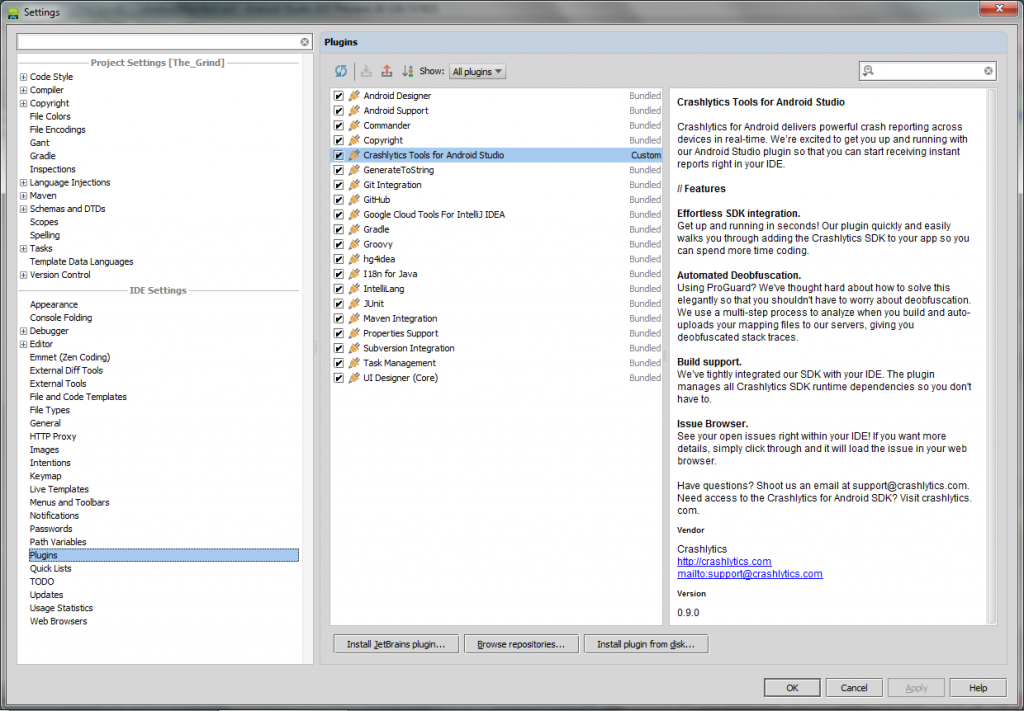 Settings
Project Settings [The_Grind]
Code Style
Compiler
Copyright
File Colors
File Encodings
Gant
Gradle
Inspections
Language Injections
Maven
Schemas and DTDs
Scopes
Spelling
Tasks
Template Data Languages
Version Control
IDE Settings
Appearance
Console Folding
Debugger
Editor
Emmet (Zen Coding)
External Diff Tools
External Tools
File and Code Templates
File Types
General
HTTP Proxy
Images
Intentions
Keymap
Live Templates
Menus and Toolbars
Notifications
Passwords
Path Variables
Plugins
Quick Lists
TODO
Updates
Usage Statistics
Web Browsers
Plugins
Show: All plugins
Android Designer Bundled
Android Support Bundled
Commander Bundled
Copyright Bundled
Crashlytics Tools for Android Studio Custom
GenerateToString Bundled
Git Integration Bundled
GitHub Bundled
Google Cloud Tools For IntelliJ IDEA Bundled
Gradle Bundled
Groovy Bundled
hg4idea Bundled
I18n for Java Bundled
IntelliLang Bundled
JUnit Bundled
Maven Integration Bundled
Properties Support Bundled
Subversion Integration Bundled
Task Management Bundled
UI Designer (Core) Bundled
Crashlytics Tools for Android Studio
Crashlytics for Android delivers powerful crash reporting across
devices in real-time. We're excited to get you up and running with
our Android Studio plugin so that you can start receiving instant
reports right in your IDE.
// Features
Effortless SDK integration.
Get up and running in seconds! Our plugin quickly and easily
walks you through adding the Crashlytics SDK to your app so you
can spend more time coding.
Automated Deobfuscation.
Using ProGuard? We've thought hard about how to solve this
elegantly so that you shouldn't have to worry about deobfuscation.
We use a multi-step process to analyze when you build and auto-
uploads your mapping files to our servers, giving you
deobfuscated stack traces.
Build support.
We've tightly integrated our SDK with your IDE. The plugin
manages all Crashlytics SDK runtime dependencies so you don't
have to.
Issue Browser.
See your open issues right within your IDE! If you want more
details, simply click through and it will load the issue in your web
browser.
Have questions? Shoot us an email at support@crashlytics.com.
Need access to the Crashlytics for Android SDK? Visit crashlytics.
com.
Vendor
Crashlytics
http://crashlytics.com
mailto:support@crashlytics.com
Version
0.9.0
Install JetBrains plugin...
Browse repositories...
Install plugin from disk...
OK
Cancel
Apply
Help